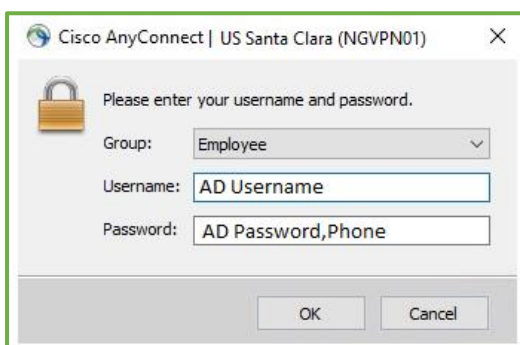 Cisco AnyConnect | US Santa Clara (NGVPN01)
Please enter your username and password.
Group: Employee
Username: AD Username
Password: AD Password,Phone
OK Cancel